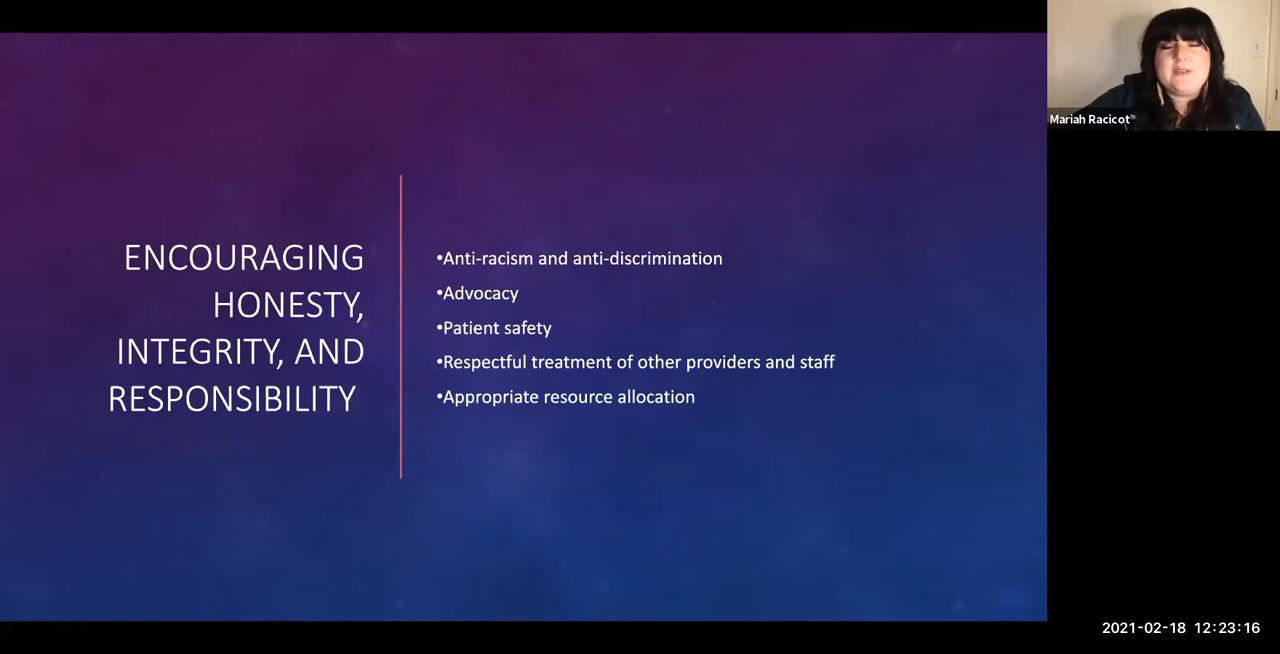 ENCOURAGING
HONESTY,
INTEGRITY, AND
RESPONSIBILITY
•Anti-racism and anti-discrimination
•Advocacy
•Patient safety
•Respectful treatment of other providers and staff
•Appropriate resource allocation
Mariah Racicot
2021-02-18 12:23:16